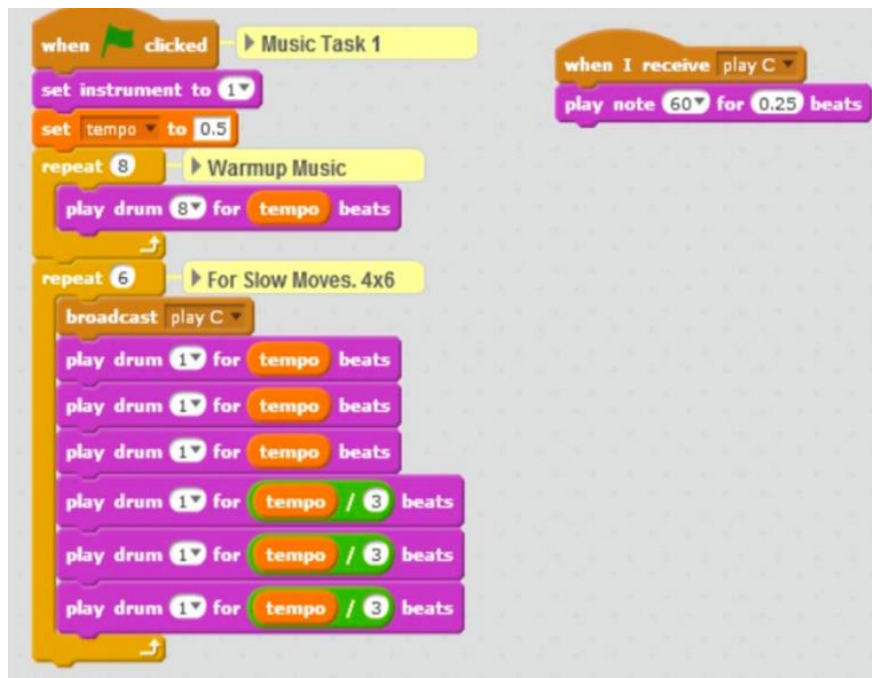 when clicked Music Task 1
set instrument to 1
set tempo to 0.5
repeat 8 Warmup Music
play drum 8 for tempo beats
repeat 6 For Slow Moves. 4x6
broadcast play C
play drum 1 for tempo beats
play drum 1 for tempo beats
play drum 1 for tempo beats
play drum 1 for tempo / 3 beats
play drum 1 for tempo / 3 beats
play drum 1 for tempo / 3 beats
when I receive play C
play note 60 for 0.25 beats